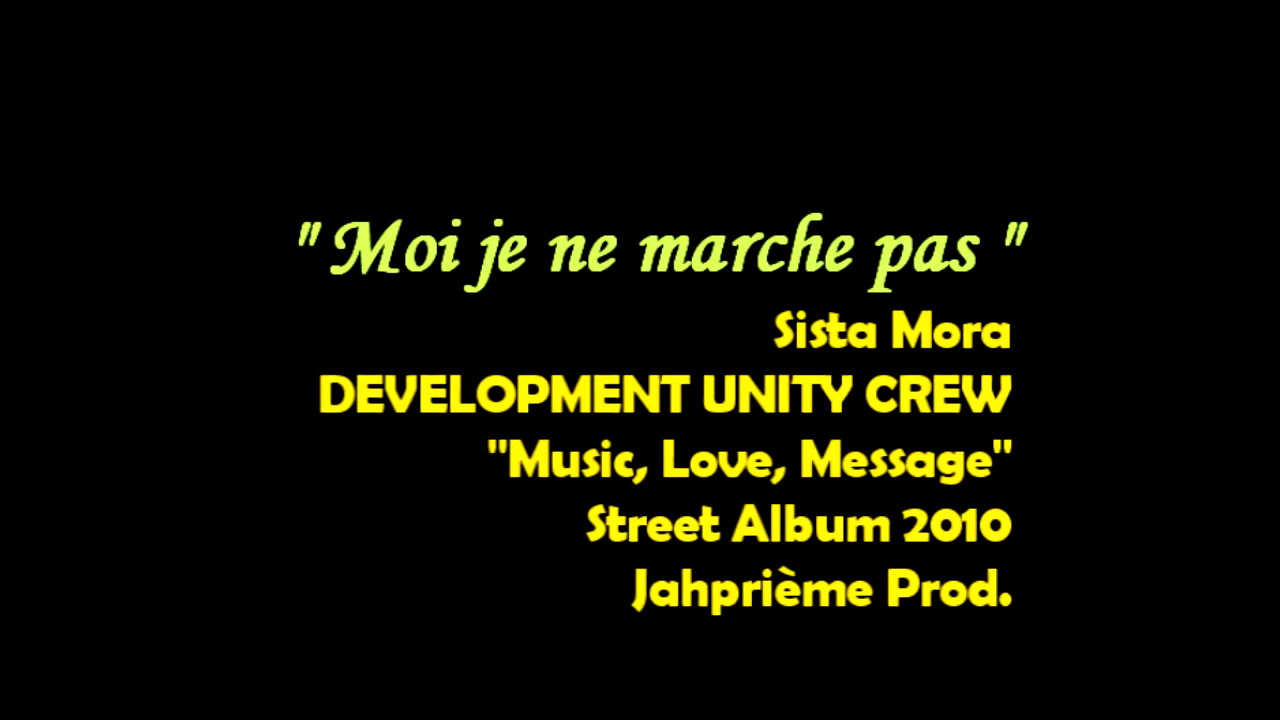 " Moi je ne marche pas "
Sista Mora
DEVELOPMENT UNITY CREW
"Music, Love, Message"
Street Album 2010
Jahprième Prod.